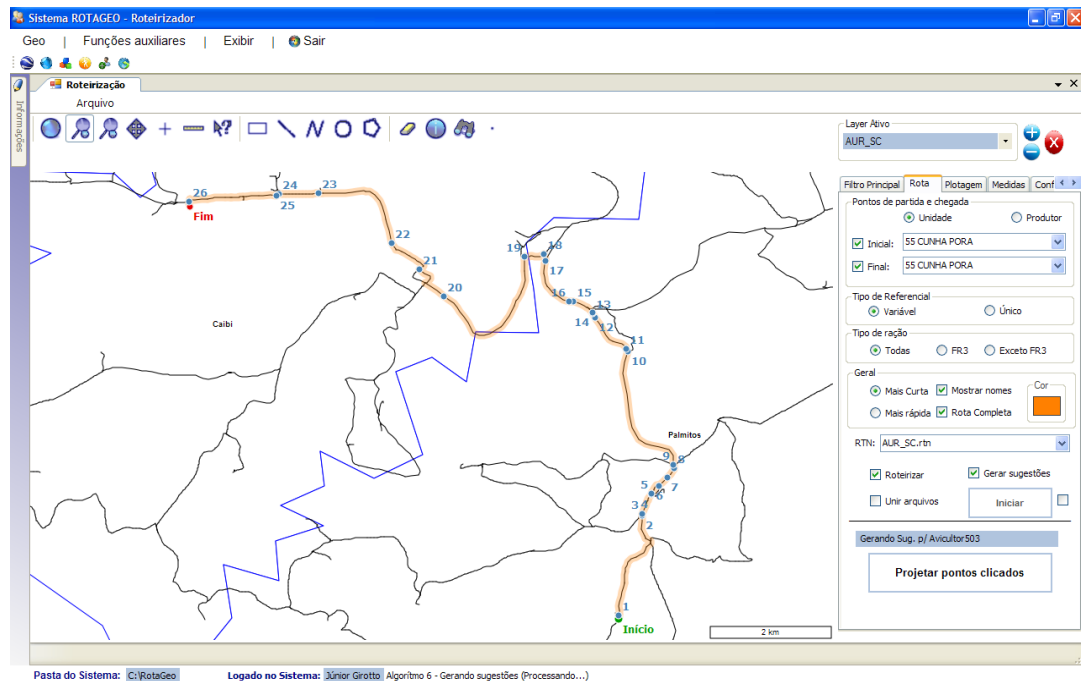 Sistema ROTAGEO - Roteirizador
Geo | Funções auxiliares | Exibir | Sair
Informações
Roteirização
Arquivo
Layer Ativo
AUR_SC
Filtro Principal Rota Plotagem Medidas Conf
Pontos de partida e chegada
Unidade Produtor
Inicial: 55 CUNHA PORA
Final: 55 CUNHA PORA
Tipo de Referencial
Variável Único
Tipo de ração
Todas FR3 Exceto FR3
Geral
Mais Curta Mostrar nomes Cor
Mais rápida Rota Completa
RTN: AUR_SC.rtn
Roteirizar Gerar sugestões
Unir arquivos Iniciar
Gerando Sug. p/ Avicultor503
Projetar pontos clicados
26 24 23
25
Fim
22
21
20
19 18
17
16 15
13
14 12
11
10
Caibi
Palmitos
9 8
7
5 6
3 4
2
1
Início
2 km
Pasta do Sistema: C:\RotaGeo Logado no Sistema: Júnior Girotto Algoritmo 6 - Gerando sugestões (Processando...)